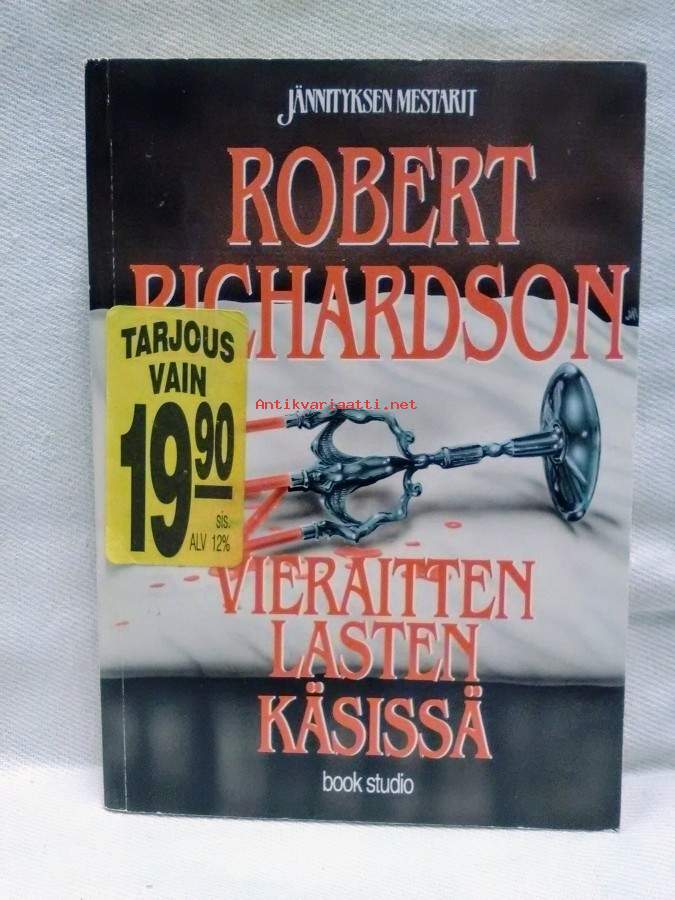 JÄNNITYKSEN MESTARIT
ROBERT
RICHARDSON
TARJOUS
VAIN
19 90
sis.
ALV 12%
Antikvariaatti.net
VIERAITTEN
LASTEN
KÄSISSÄ
book studio